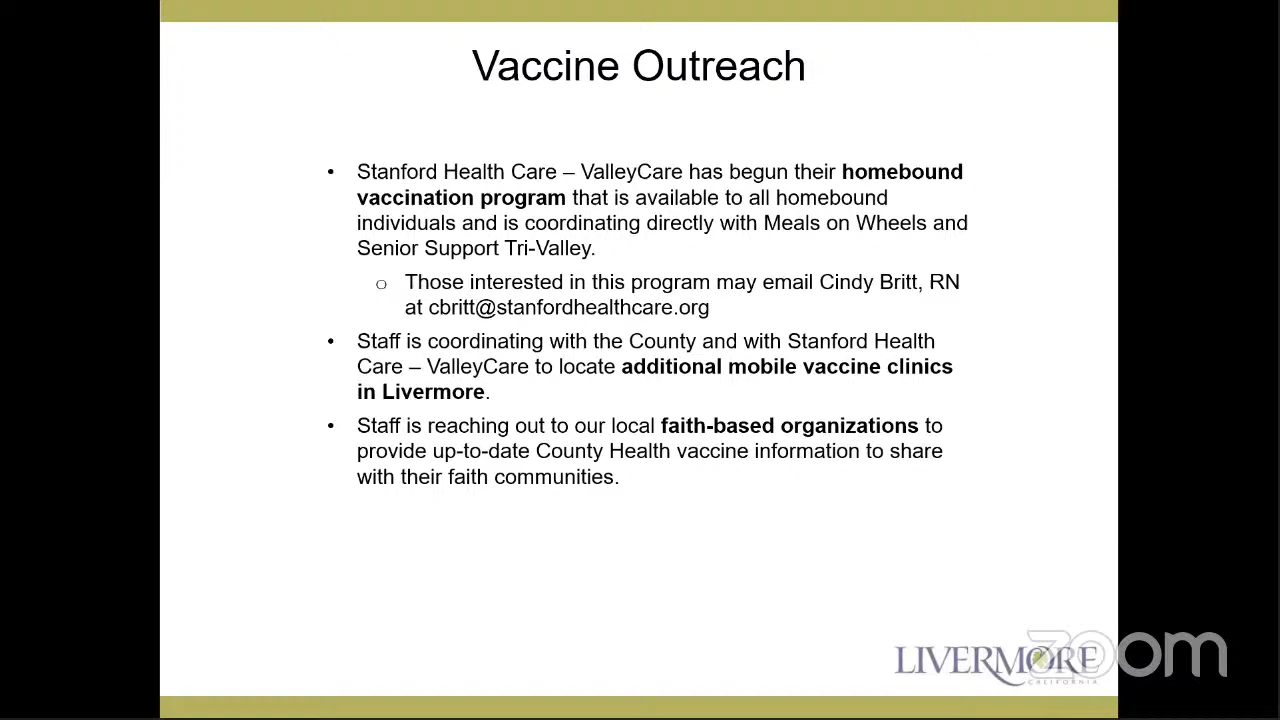 Vaccine Outreach
• Stanford Health Care – ValleyCare has begun their homebound
vaccination program that is available to all homebound
individuals and is coordinating directly with Meals on Wheels and
Senior Support Tri-Valley.
o Those interested in this program may email Cindy Britt, RN
at cbritt@stanfordhealthcare.org
• Staff is coordinating with the County and with Stanford Health
Care – ValleyCare to locate additional mobile vaccine clinics
in Livermore.
• Staff is reaching out to our local faith-based organizations to
provide up-to-date County Health vaccine information to share
with their faith communities.
LIVERMORE
CALIFORNIA
zoom